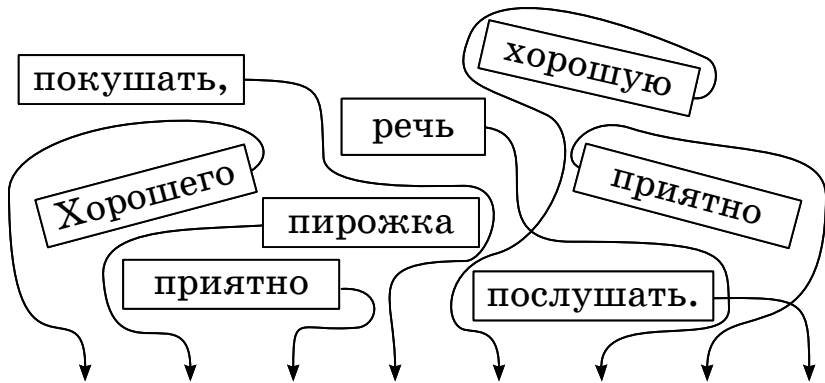 хорошую
покушать,
речь
Хорошего
приятно
пирожка
приятно
послушать.